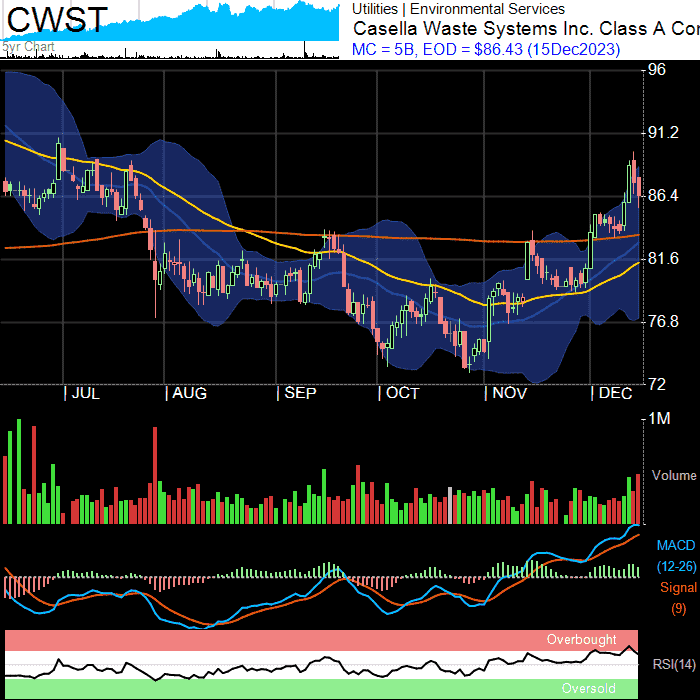 CWST
5yr Chart
Utilities | Environmental Services
Casella Waste Systems Inc. Class A Cor
MC = 5B, EOD = $86.43 (15Dec2023)
96
91.2
86.4
81.6
76.8
72
| JUL | AUG | SEP | OCT | NOV | DEC
1M
Volume
MACD
(12-26)
Signal
(9)
Overbought
RSI(14)
Oversold